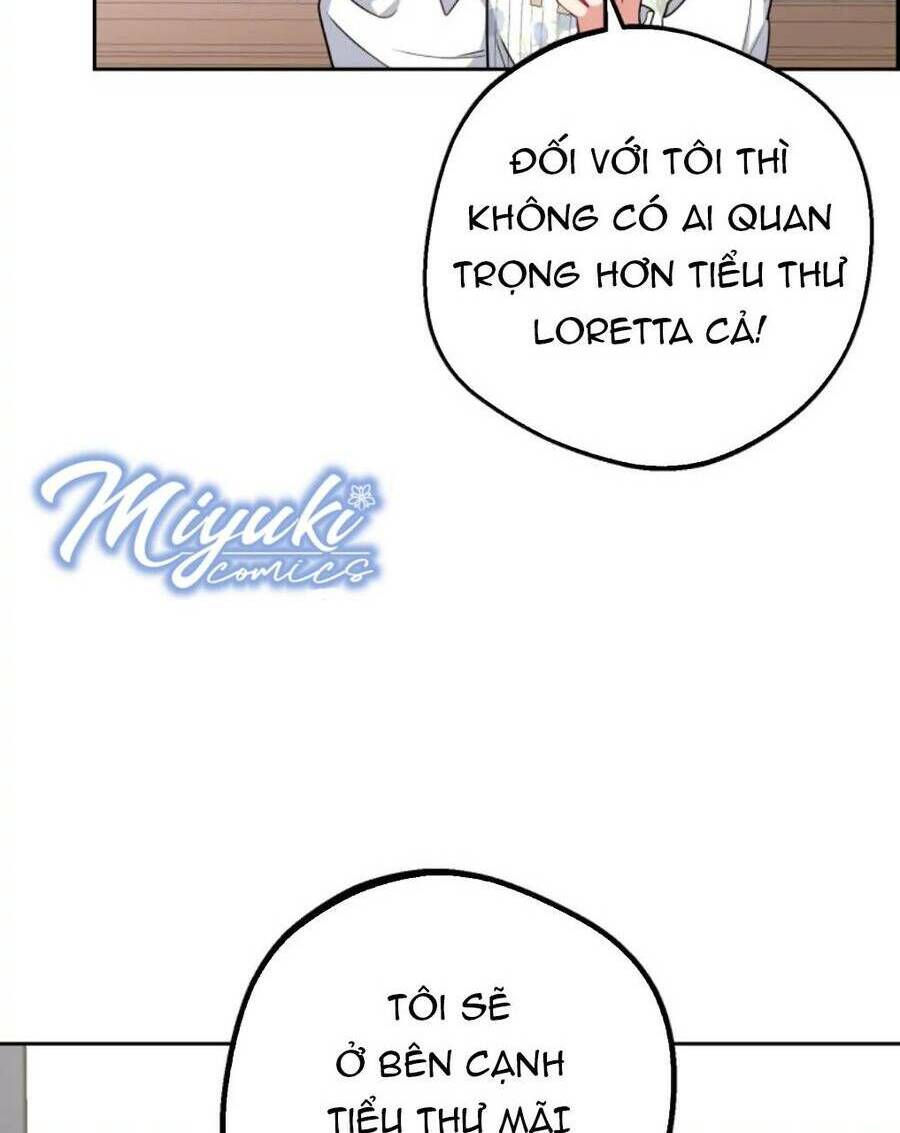 ĐỐI VỚI TÔI THÌ
KHÔNG CÓ AI QUAN
TRỌNG HƠN TIỂU THƯ
LORETTA CẢ!
Miyuki
comics
TÔI SẼ
Ở BÊN CẠNH
TIỂU THƯ MÃI